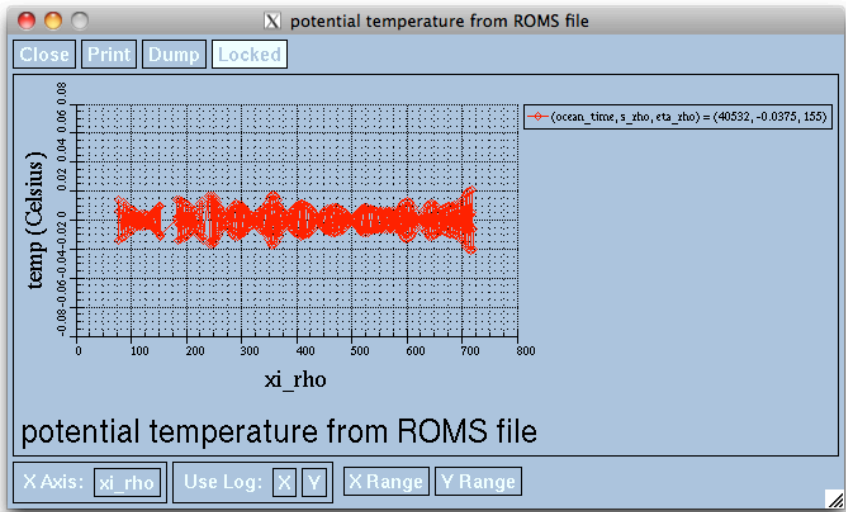 X potential temperature from ROMS file
Close Print Dump Locked
0.08
0.06
0.04
0.02
0
-0.02
-0.04
-0.06
-0.08
temp (Celsius)
(ocean_time, s_rho, eta_rho) = (40532, -0.0375, 155)
0 100 200 300 400 500 600 700 800
xi_rho
potential temperature from ROMS file
X Axis: xi_rho Use Log: X Y X Range Y Range